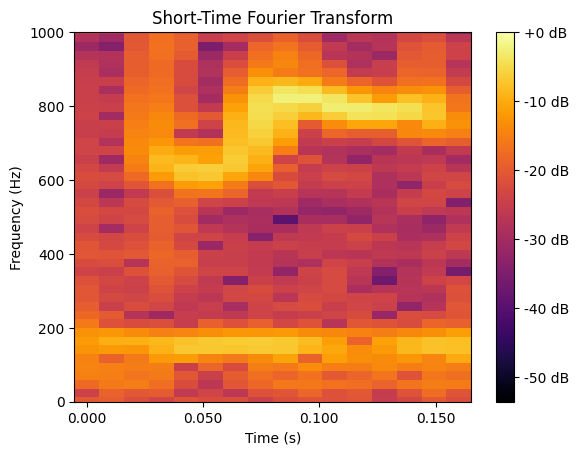 Short-Time Fourier Transform
1000
800
600
400
200
0
Frequency (Hz)
0.000
0.050
0.100
0.150
Time (s)
+0 dB
-10 dB
-20 dB
-30 dB
-40 dB
-50 dB